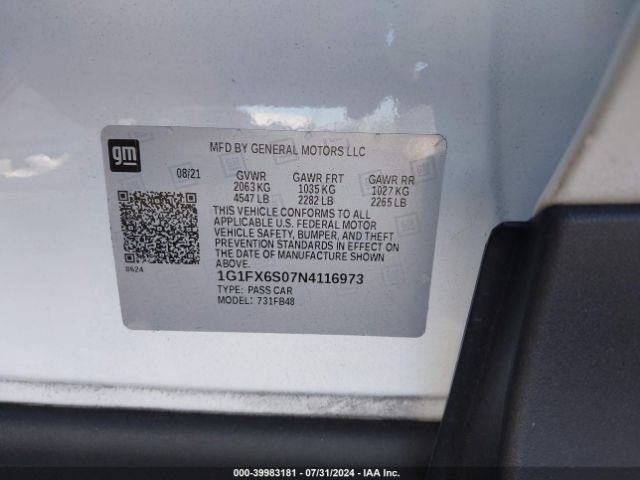 gm
MFD BY GENERAL MOTORS LLC
08/21 GVWR GAWR FRT GAWR RR
2063 KG 1035 KG 1027 KG
4547 LB 2282 LB 2265 LB
THIS VEHICLE CONFORMS TO ALL
APPLICABLE U.S. FEDERAL MOTOR
VEHICLE SAFETY, BUMPER, AND THEFT
PREVENTION STANDARDS IN EFFECT ON
THE DATE OF MANUFACTURE SHOWN
ABOVE.
8624
1G1FX6S07N4116973
TYPE: PASS CAR
MODEL: 731FB48
000-39983181 - 07/31/2024 - IAA Inc.